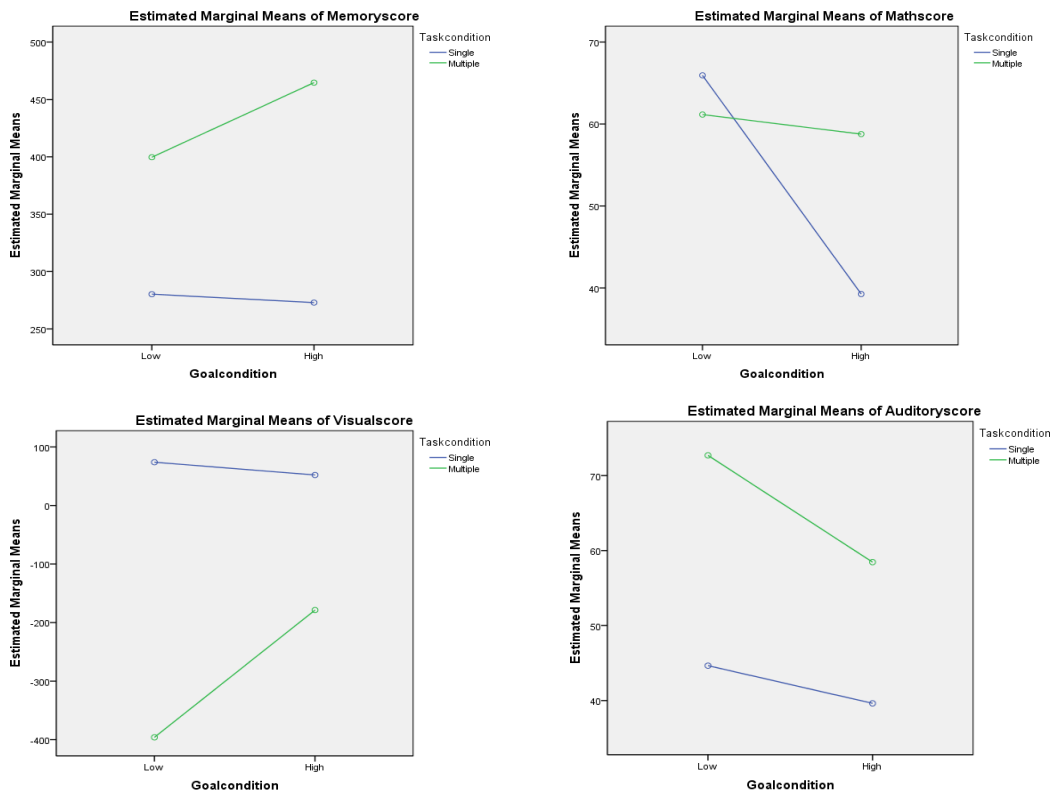 Estimated Marginal Means of Memoryscore
Taskcondition
Single
Multiple
500
450
400
350
300
250
Estimated Marginal Means
Low
High
Goalcondition
Estimated Marginal Means of Mathscore
Taskcondition
Single
Multiple
70
60
50
40
Estimated Marginal Means
Low
High
Goalcondition
Estimated Marginal Means of Visualscore
Taskcondition
Single
Multiple
100
0
-100
-200
-300
-400
Estimated Marginal Means
Low
High
Goalcondition
Estimated Marginal Means of Auditoryscore
Taskcondition
Single
Multiple
70
60
50
40
Estimated Marginal Means
Low
High
Goalcondition